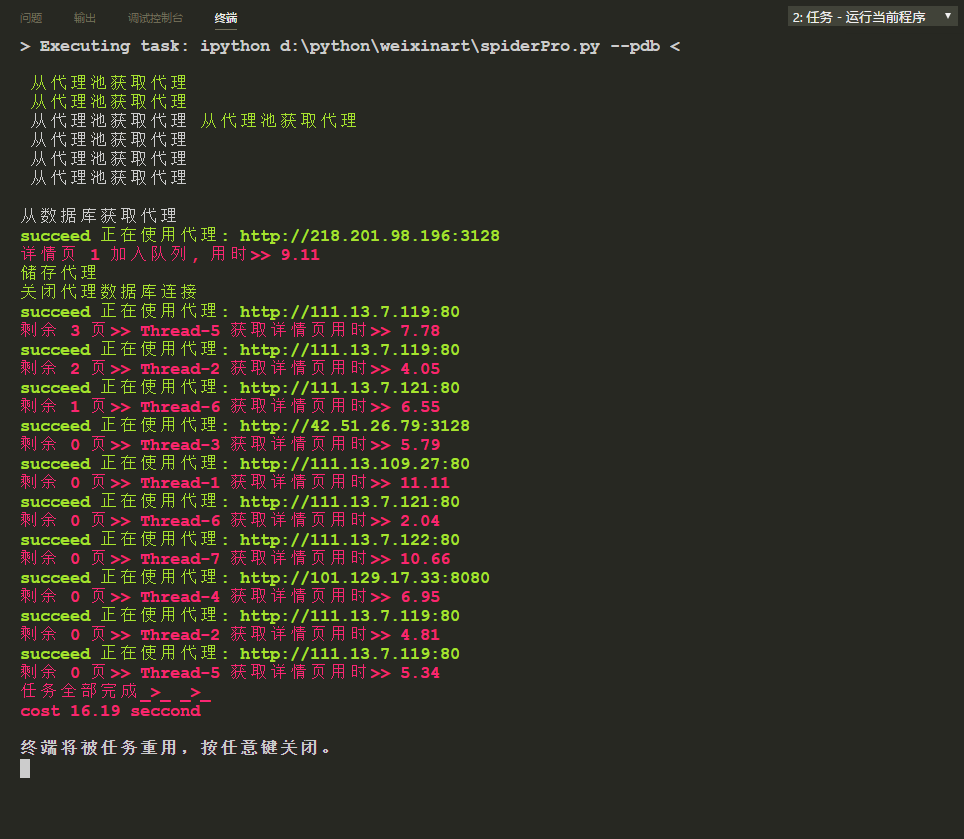 问题 输出 调试控制台 终端 2: 任务 - 运行当前程序
> Executing task: ipython d:\python\weixinart\spiderPro.py --pdb <
从代理池获取代理
从代理池获取代理
从代理池获取代理 从代理池获取代理
从代理池获取代理
从代理池获取代理
从代理池获取代理
从数据库获取代理
succeed 正在使用代理: http://218.201.98.196:3128
详情页 1 加入队列, 用时>> 9.11
储存代理
关闭代理数据库连接
succeed 正在使用代理: http://111.13.7.119:80
剩余 3 页>> Thread-5 获取详情页用时>> 7.78
succeed 正在使用代理: http://111.13.7.119:80
剩余 2 页>> Thread-2 获取详情页用时>> 4.05
succeed 正在使用代理: http://111.13.7.121:80
剩余 1 页>> Thread-6 获取详情页用时>> 6.55
succeed 正在使用代理: http://42.51.26.79:3128
剩余 0 页>> Thread-3 获取详情页用时>> 5.79
succeed 正在使用代理: http://111.13.109.27:80
剩余 0 页>> Thread-1 获取详情页用时>> 11.11
succeed 正在使用代理: http://111.13.7.121:80
剩余 0 页>> Thread-6 获取详情页用时>> 2.04
succeed 正在使用代理: http://111.13.7.122:80
剩余 0 页>> Thread-7 获取详情页用时>> 10.66
succeed 正在使用代理: http://101.129.17.33:8080
剩余 0 页>> Thread-4 获取详情页用时>> 6.95
succeed 正在使用代理: http://111.13.7.119:80
剩余 0 页>> Thread-2 获取详情页用时>> 4.81
succeed 正在使用代理: http://111.13.7.119:80
剩余 0 页>> Thread-5 获取详情页用时>> 5.34
任务全部完成_>_ _>_
cost 16.19 seccond
终端将被任务重用，按任意键关闭。